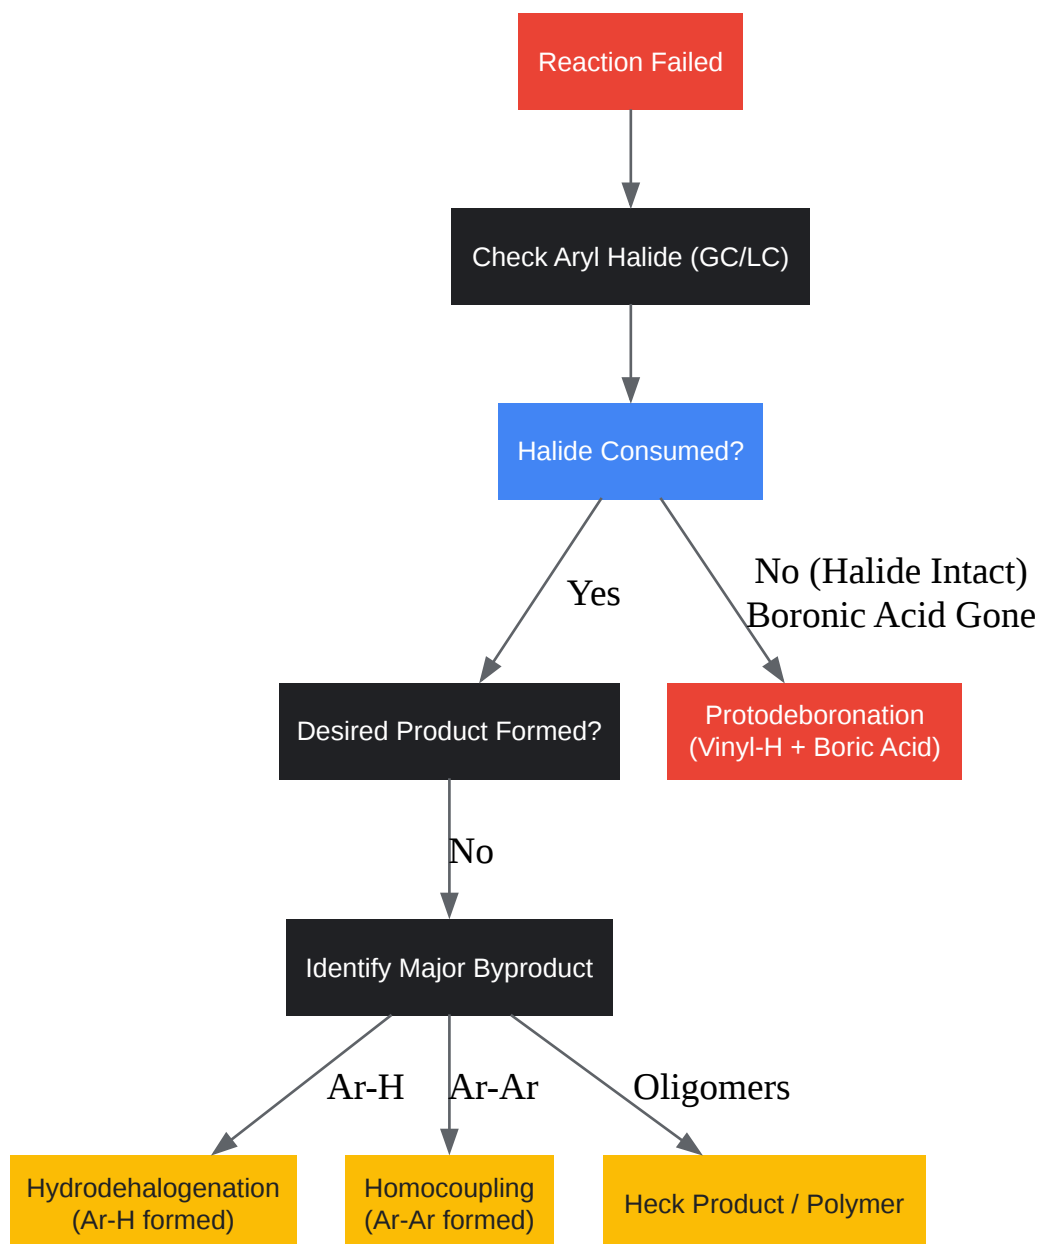 Reaction Failed
Check Aryl Halide (GC/LC)
Halide Consumed?
Yes
No (Halide Intact)
Boronic Acid Gone
Desired Product Formed?
Protodeboronation
(Vinyl-H + Boric Acid)
No
Identify Major Byproduct
Ar-H
Ar-Ar
Oligomers
Hydrodehalogenation
(Ar-H formed)
Homocoupling
(Ar-Ar formed)
Heck Product / Polymer